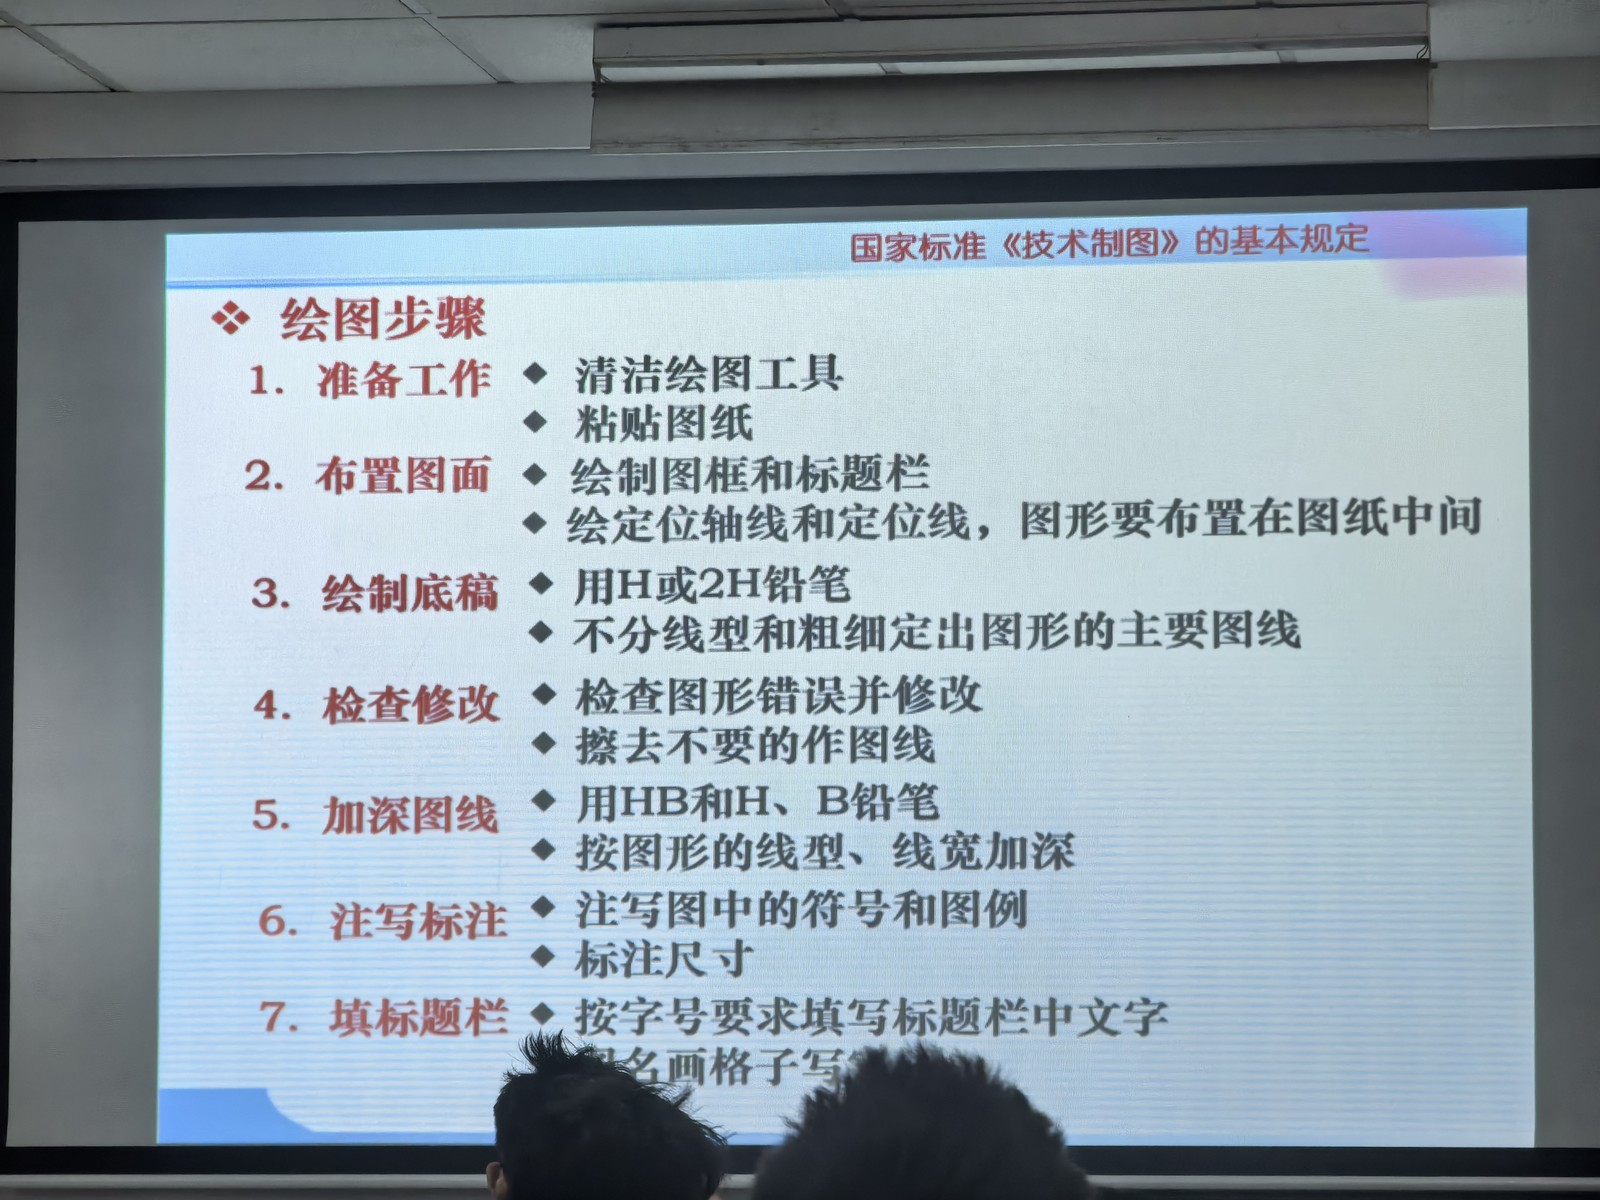 国家标准《技术制图》的基本规定
❖ 绘图步骤
1. 准备工作 ◆ 清洁绘图工具
◆ 粘贴图纸
2. 布置图面 ◆ 绘制图框和标题栏
◆ 绘定位轴线和定位线，图形要布置在图纸中间
3. 绘制底稿 ◆ 用H或2H铅笔
◆ 不分线型和粗细定出图形的主要图线
4. 检查修改 ◆ 检查图形错误并修改
◆ 擦去不要的作图线
5. 加深图线 ◆ 用HB和H、B铅笔
◆ 按图形的线型、线宽加深
6. 注写标注 ◆ 注写图中的符号和图例
◆ 标注尺寸
7. 填标题栏 ◆ 按字号要求填写标题栏中文字
名画格子写